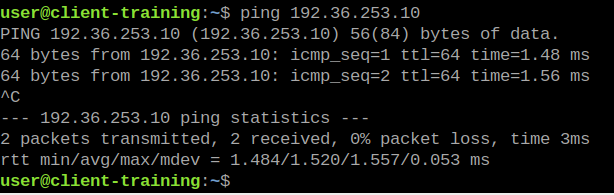 user@client-training:~$ ping 192.36.253.10
PING 192.36.253.10 (192.36.253.10) 56(84) bytes of data.
64 bytes from 192.36.253.10: icmp_seq=1 ttl=64 time=1.48 ms
64 bytes from 192.36.253.10: icmp_seq=2 ttl=64 time=1.56 ms
^C
--- 192.36.253.10 ping statistics ---
2 packets transmitted, 2 received, 0% packet loss, time 3ms
rtt min/avg/max/mdev = 1.484/1.520/1.557/0.053 ms
user@client-training:~$